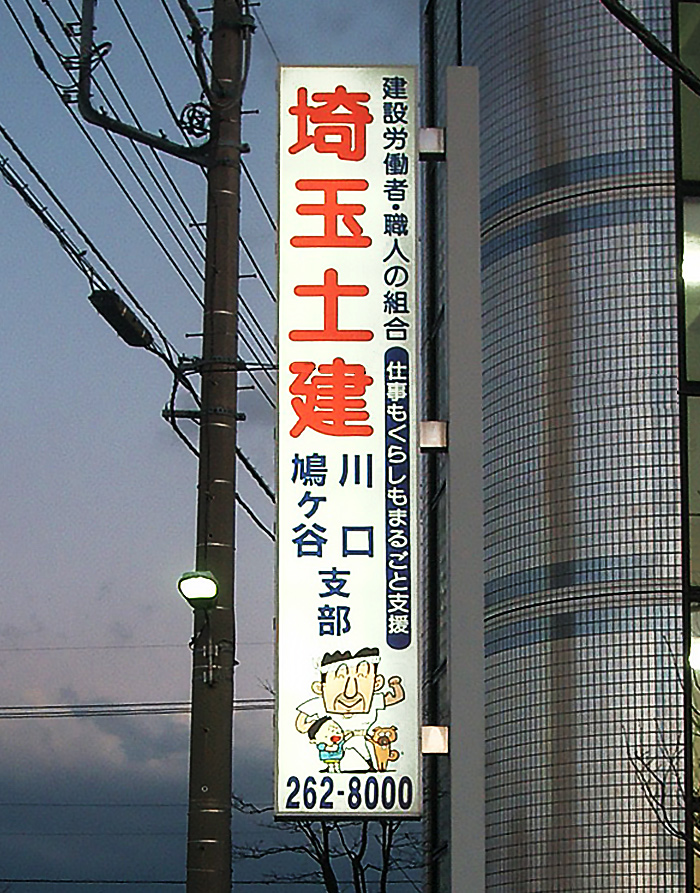 建設労働者・職人の組合
仕事もくらしもまるごと支援
埼玉土建
川口
鳩ケ谷
支部
262-8000